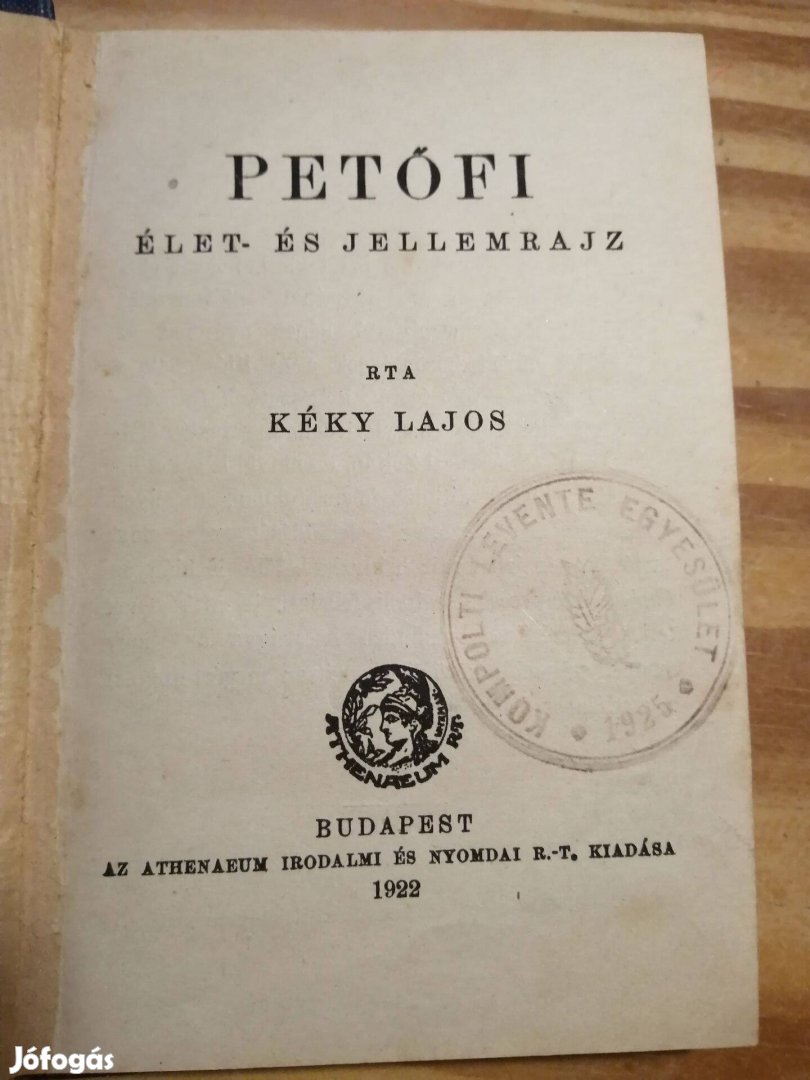 PETŐFI
ÉLET- ÉS JELLEMRAJZ
RTA
KÉKY LAJOS
KOMPOLTI LEVENTE EGYESÜLET
* 1925 *
ATHENAEUM R.T.
BUDAPEST
AZ ATHENAEUM IRODALMI ÉS NYOMDAI R.-T. KIADÁSA
1922
Jófogás